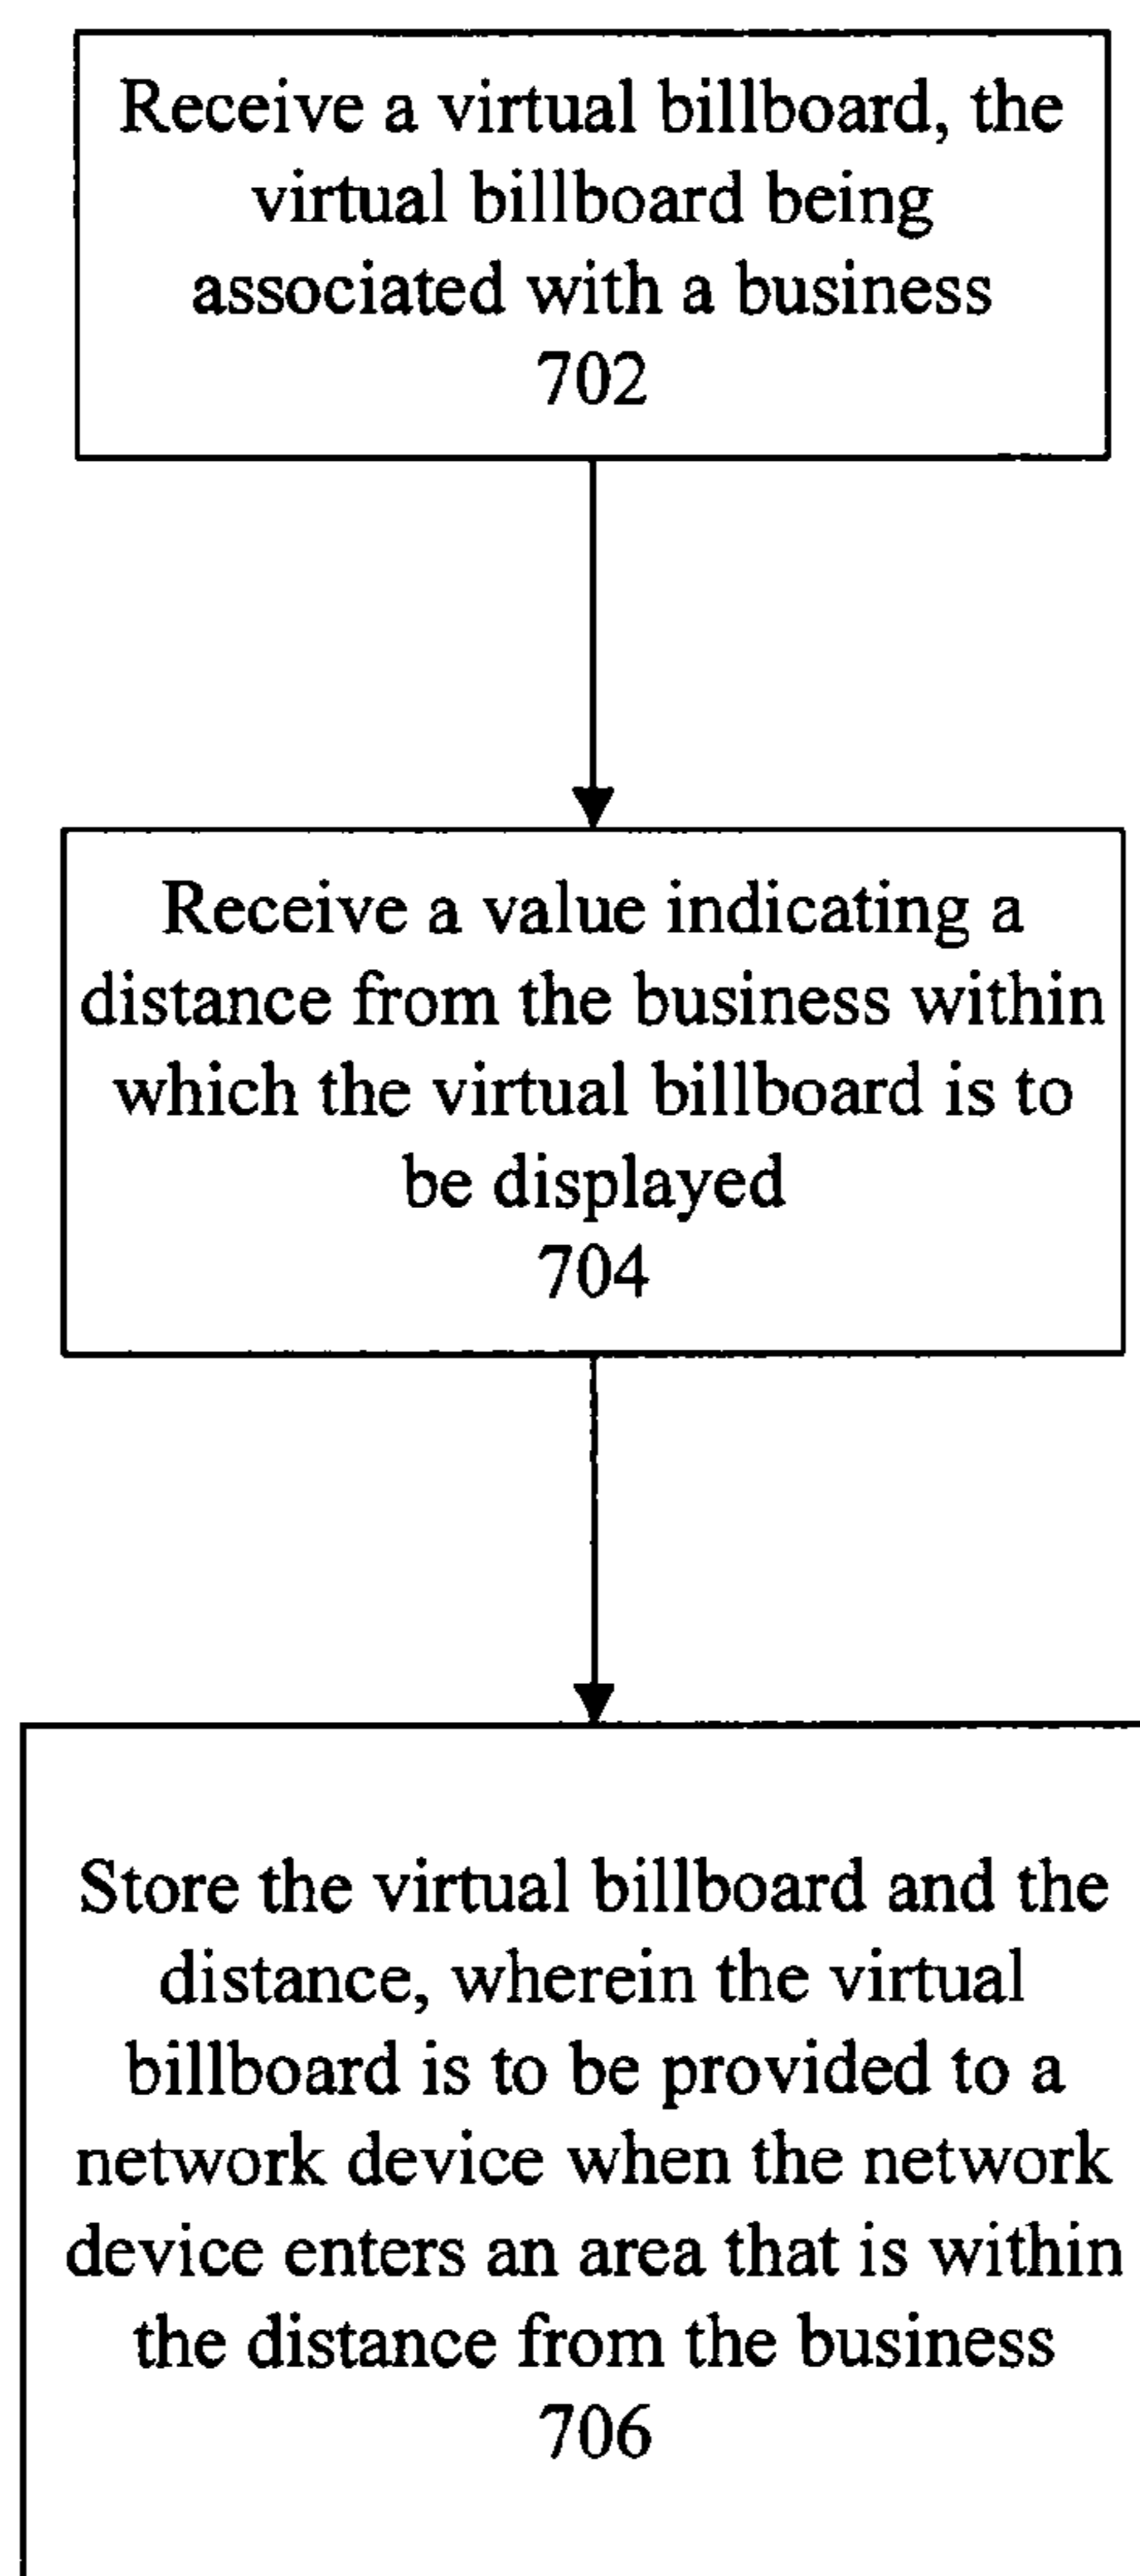 Receive a virtual billboard, the
virtual billboard being
associated with a business
702
Receive a value indicating a
distance from the business within
which the virtual billboard is to
be displayed
704
Store the virtual billboard and the
distance, wherein the virtual
billboard is to be provided to a
network device when the network
device enters an area that is within
the distance from the business
706